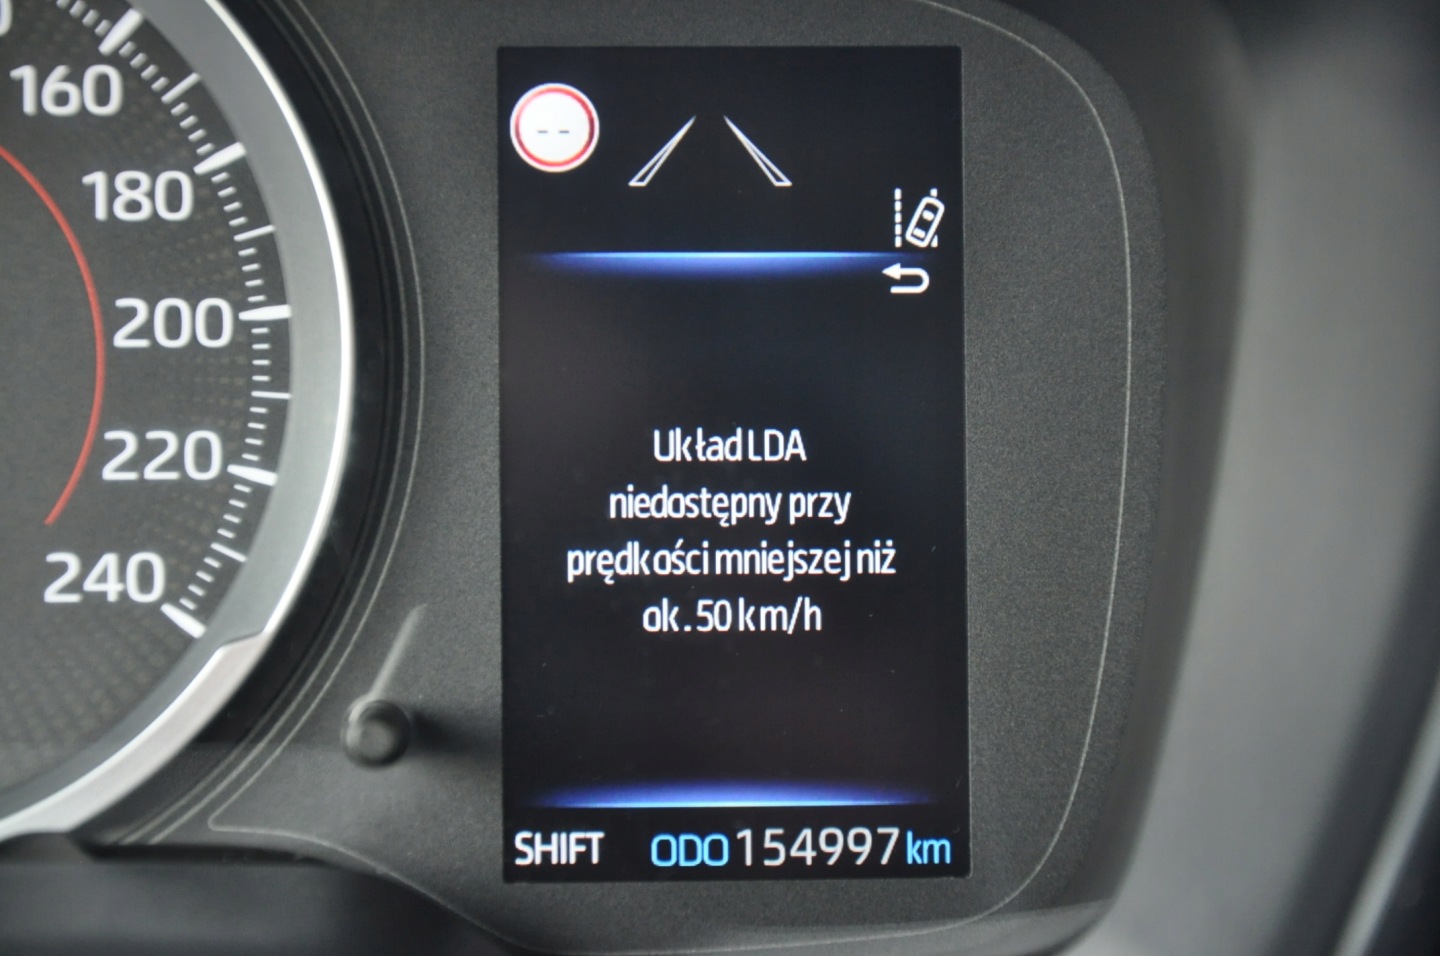 160
180
200
220
240
--
Układ LDA
niedostępny przy
prędkości mniejszej niż
ok. 50 km/h
SHIFT ODO 154997 km